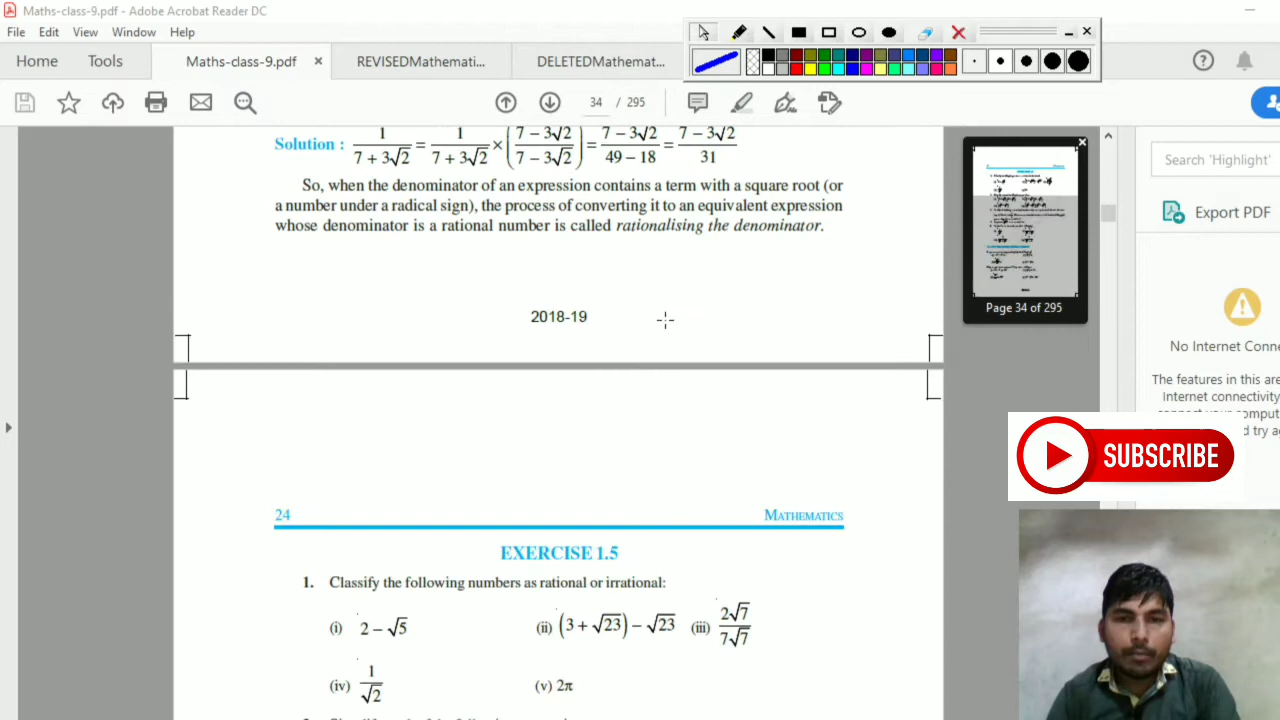 Maths-class-9.pdf - Adobe Acrobat Reader DC
File Edit View Window Help
Home Tools Maths-class-9.pdf × REVISEDMathemati... DELETEDMathemat...
34 / 295
Search 'Highlight'
Export PDF
Page 34 of 295
No Internet Conne
The features in this are
Internet connectivity
connect your comput
d try ag
SUBSCRIBE
Solution : 1/(7 + 3√2) = 1/(7 + 3√2) × ((7 − 3√2)/(7 − 3√2)) = (7 − 3√2)/(49 − 18) = (7 − 3√2)/31
So, when the denominator of an expression contains a term with a square root (or
a number under a radical sign), the process of converting it to an equivalent expression
whose denominator is a rational number is called rationalising the denominator.
2018-19
24 MATHEMATICS
EXERCISE 1.5
1. Classify the following numbers as rational or irrational:
(i) 2 − √5 (ii) (3 + √23) − √23 (iii) 2√7/7√7
(iv) 1/√2 (v) 2π